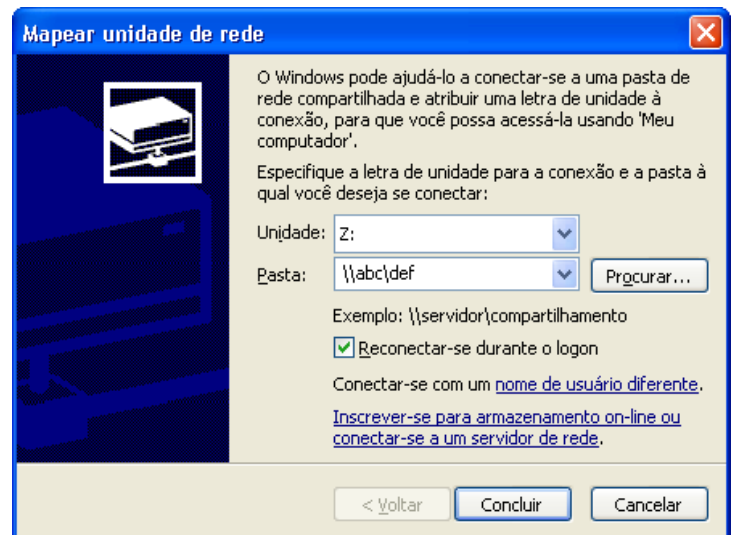 Mapear unidade de rede
O Windows pode ajudá-lo a conectar-se a uma pasta de
rede compartilhada e atribuir uma letra de unidade à
conexão, para que você possa acessá-la usando 'Meu
computador'.
Especifique a letra de unidade para a conexão e a pasta à
qual você deseja se conectar:
Unidade: Z:
Pasta: \\abc\def Procurar...
Exemplo: \\servidor\compartilhamento
Reconectar-se durante o logon
Conectar-se com um nome de usuário diferente.
Inscrever-se para armazenamento on-line ou
conectar-se a um servidor de rede.
< Voltar Concluir Cancelar